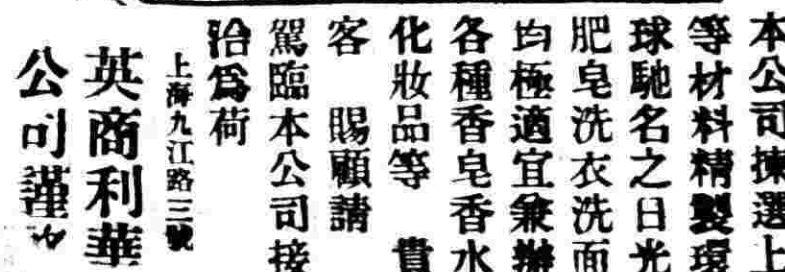 本公司揀選上
等材料精製環
球馳名之日光
肥皂洗衣洗面
均極適宜兼辦
各種香皂香水
化妝品等 貴
客 賜顧請
駕臨本公司接
洽爲荷
上海九江路三號
英商利華
公司謹